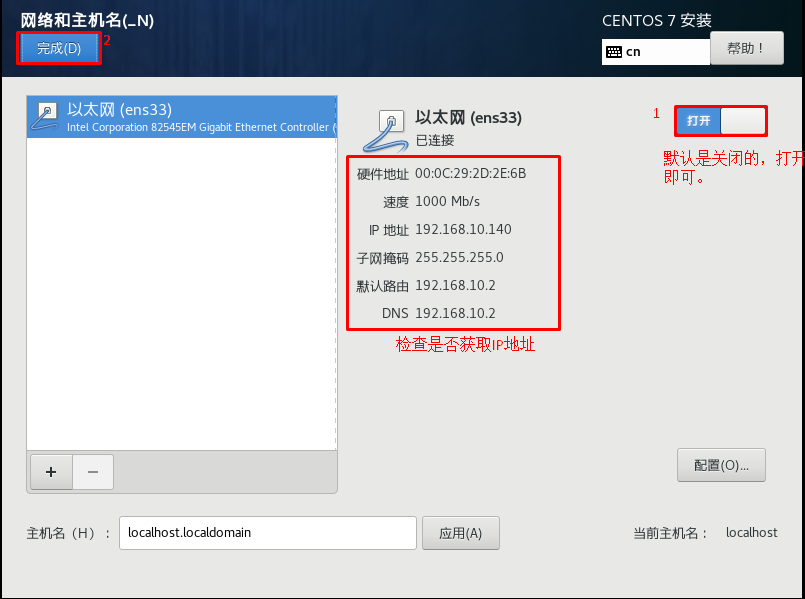 网络和主机名(_N)
CENTOS 7 安装
完成(D)
2
cn
帮助！
以太网 (ens33)
Intel Corporation 82545EM Gigabit Ethernet Controller (
以太网 (ens33)
已连接
1
打开
默认是关闭的，打开
即可。
硬件地址 00:0C:29:2D:2E:6B
速度 1000 Mb/s
IP 地址 192.168.10.140
子网掩码 255.255.255.0
默认路由 192.168.10.2
DNS 192.168.10.2
检查是否获取IP地址
+
−
配置(O)...
主机名（H）：
localhost.localdomain
应用(A)
当前主机名：
localhost